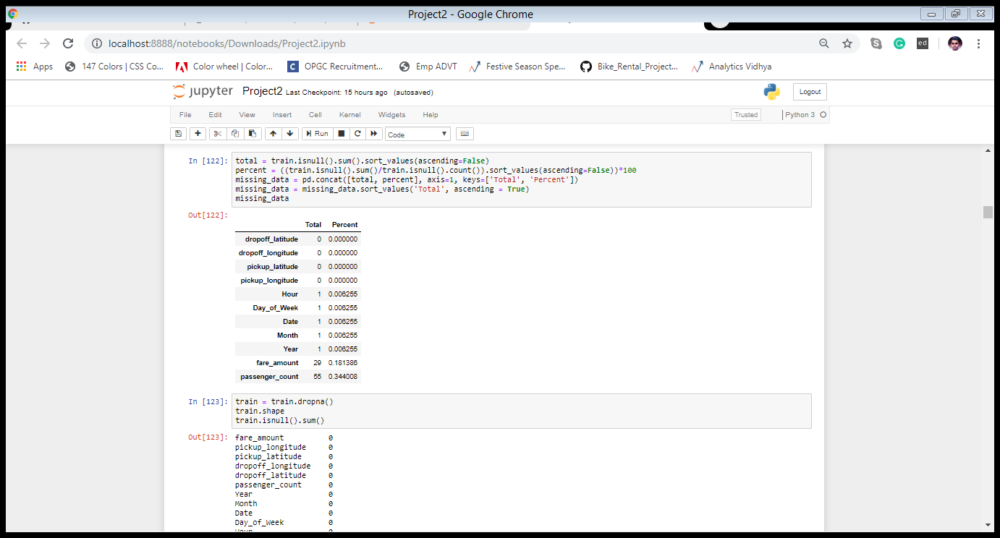 Project2 - Google Chrome
localhost:8888/notebooks/Downloads/Project2.ipynb
ed
Apps 147 Colors | CSS Co... Color wheel | Color... C OPGC Recruitment... Emp ADVT Festive Season Spe... Bike_Rental_Project... Analytics Vidhya
jupyter Project2 Last Checkpoint: 15 hours ago (autosaved) Logout
File Edit View Insert Cell Kernel Widgets Help Trusted Python 3
Run Code
In [122]: total = train.isnull().sum().sort_values(ascending=False)
percent = ((train.isnull().sum()/train.isnull().count()).sort_values(ascending=False))*100
missing_data = pd.concat([total, percent], axis=1, keys=['Total', 'Percent'])
missing_data = missing_data.sort_values('Total', ascending = True)
missing_data
Out[122]:
Total Percent
dropoff_latitude 0 0.000000
dropoff_longitude 0 0.000000
pickup_latitude 0 0.000000
pickup_longitude 0 0.000000
Hour 1 0.006255
Day_of_Week 1 0.006255
Date 1 0.006255
Month 1 0.006255
Year 1 0.006255
fare_amount 29 0.181386
passenger_count 55 0.344008
In [123]: train = train.dropna()
train.shape
train.isnull().sum()
Out[123]: fare_amount 0
pickup_longitude 0
pickup_latitude 0
dropoff_longitude 0
dropoff_latitude 0
passenger_count 0
Year 0
Month 0
Date 0
Day_of_Week 0